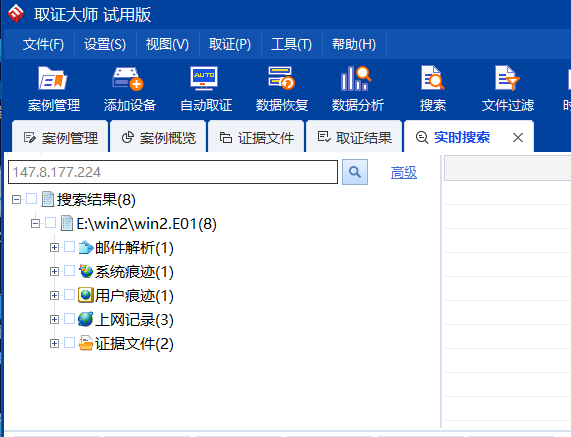 取证大师 试用版
文件(F) 设置(S) 视图(V) 取证(P) 工具(T) 帮助(H)
AUTO
案例管理 添加设备 自动取证 数据恢复 数据分析 搜索 文件过滤
案例管理 案例概览 证据文件 取证结果 实时搜索
147.8.177.224 高级
搜索结果(8)
E:\win2\win2.E01(8)
邮件解析(1)
系统痕迹(1)
用户痕迹(1)
上网记录(3)
证据文件(2)